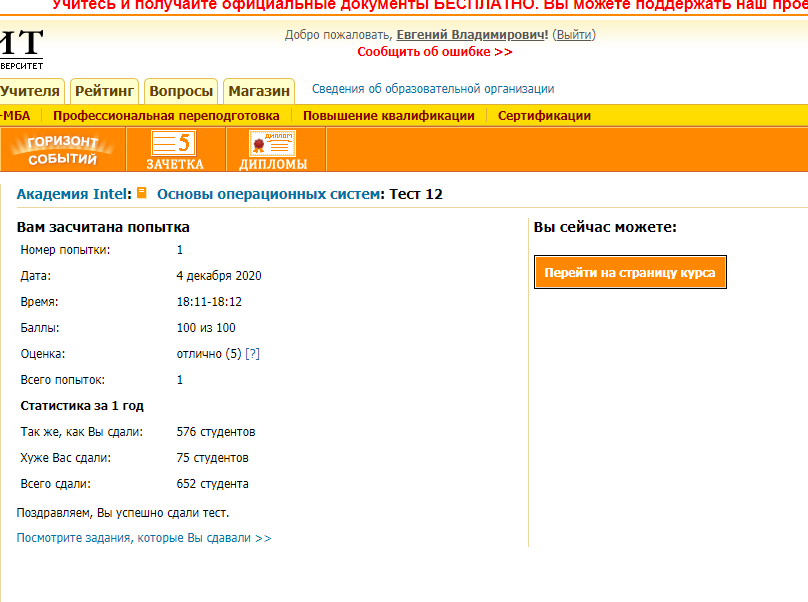 Учитесь и получайте официальные документы БЕСПЛАТНО. Вы можете поддержать наш прое
ИТ
ВЕРСИТЕТ
Добро пожаловать, Евгений Владимирович! (Выйти)
Сообщить об ошибке >>
Учителя Рейтинг Вопросы Магазин Сведения об образовательной организации
-МБА Профессиональная переподготовка Повышение квалификации Сертификации
ГОРИЗОНТ
СОБЫТИЙ
5
ЗАЧЕТКА
ДИПЛОМ
ДИПЛОМЫ
Академия Intel: Основы операционных систем: Тест 12
Вам засчитана попытка
Номер попытки: 1
Дата: 4 декабря 2020
Время: 18:11-18:12
Баллы: 100 из 100
Оценка: отлично (5) [?]
Всего попыток: 1
Статистика за 1 год
Так же, как Вы сдали: 576 студентов
Хуже Вас сдали: 75 студентов
Всего сдали: 652 студента
Поздравляем, Вы успешно сдали тест.
Посмотрите задания, которые Вы сдавали >>
Вы сейчас можете:
Перейти на страницу курса